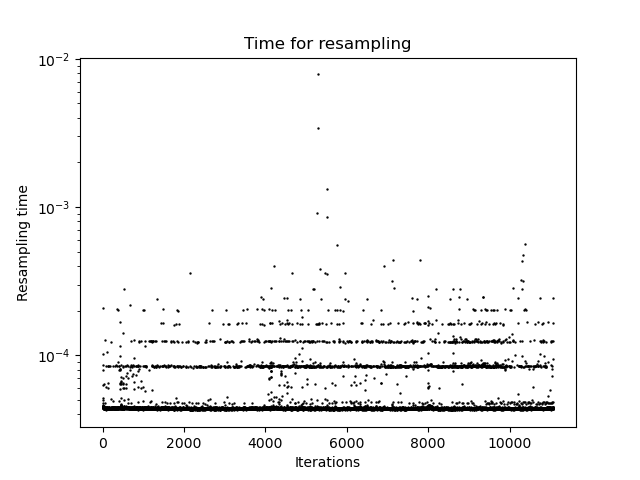 Time for resampling
10⁻²
10⁻³
10⁻⁴
Resampling time
0 2000 4000 6000 8000 10000
Iterations